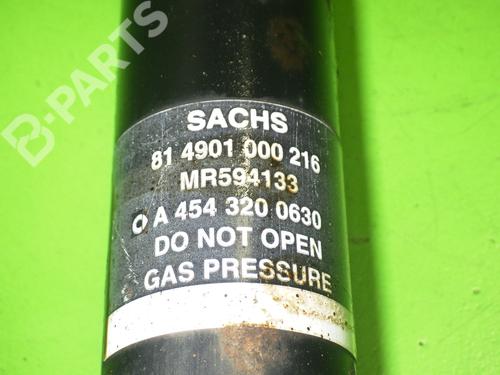 B-PARTS
SACHS
81 4901 000 216
MR594133
A 454 320 0630
DO NOT OPEN
GAS PRESSURE